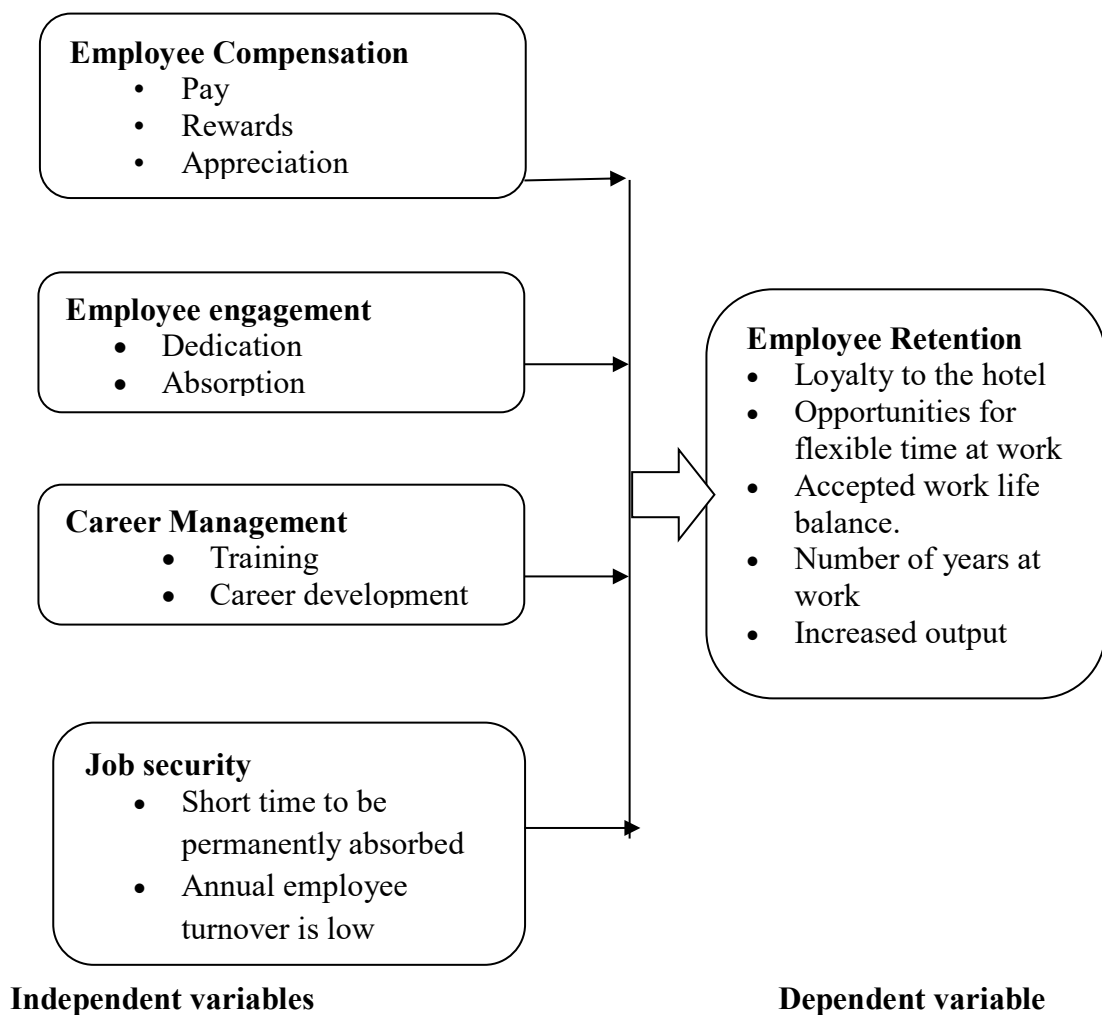 Employee Compensation
• Pay
• Rewards
• Appreciation
Employee engagement
• Dedication
• Absorption
Career Management
• Training
• Career development
Job security
• Short time to be
permanently absorbed
• Annual employee
turnover is low
Employee Retention
• Loyalty to the hotel
• Opportunities for
flexible time at work
• Accepted work life
balance.
• Number of years at
work
• Increased output
Independent variables
Dependent variable